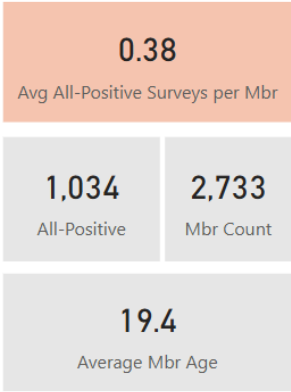 0.38
Avg All-Positive Surveys per Mbr
1,034
All-Positive
2,733
Mbr Count
19.4
Average Mbr Age